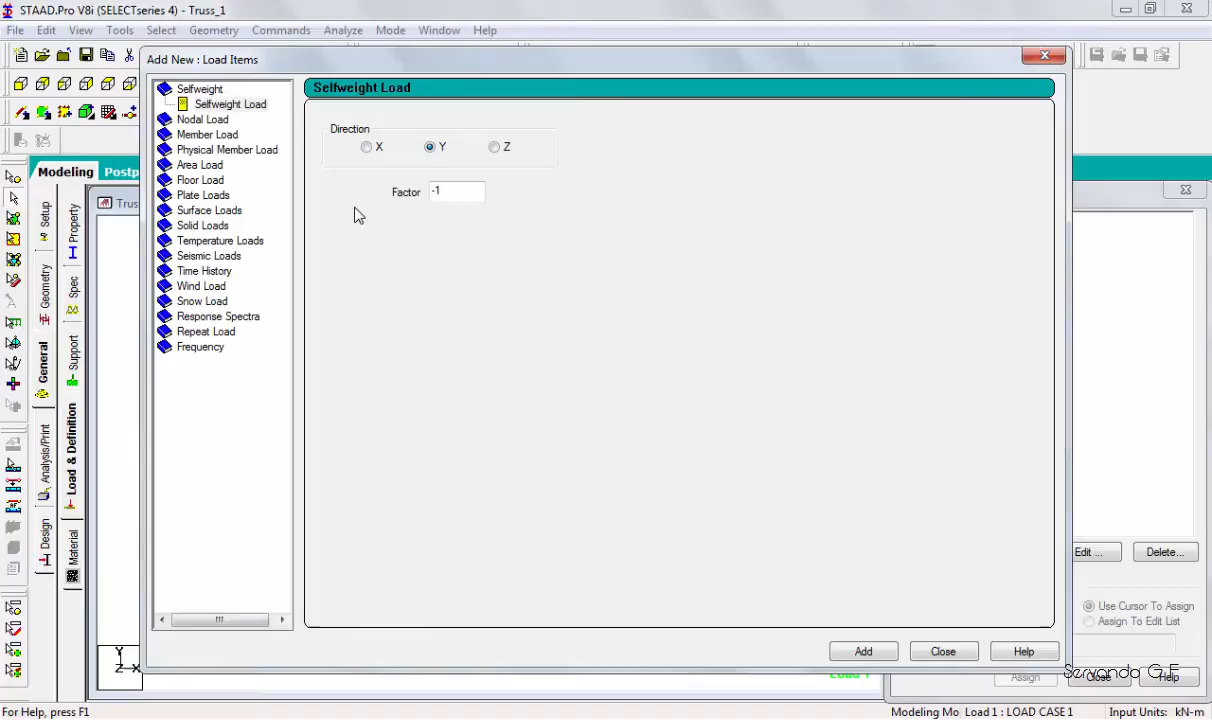 STAAD.Pro V8i (SELECTseries 4) - Truss_1
File Edit View Tools Select Geometry Commands Analyze Mode Window Help
Add New : Load Items
Selfweight
Selfweight Load
Nodal Load
Member Load
Physical Member Load
Area Load
Floor Load
Plate Loads
Surface Loads
Solid Loads
Temperature Loads
Seismic Loads
Time History
Wind Load
Snow Load
Response Spectra
Repeat Load
Frequency
Selfweight Load
Direction
X Y Z
Factor -1
Add Close Help
Modeling Postp
Trus
Setup
Geometry
General
Analysis/Print
Design
Property
Spec
Support
Load & Definition
Material
Edit ... Delete...
Use Cursor To Assign
Assign To Edit List
Assign Close Help
Servando G.E
Y
Z X
Load 1
For Help, press F1
Modeling Mo Load 1 : LOAD CASE 1 Input Units: kN-m